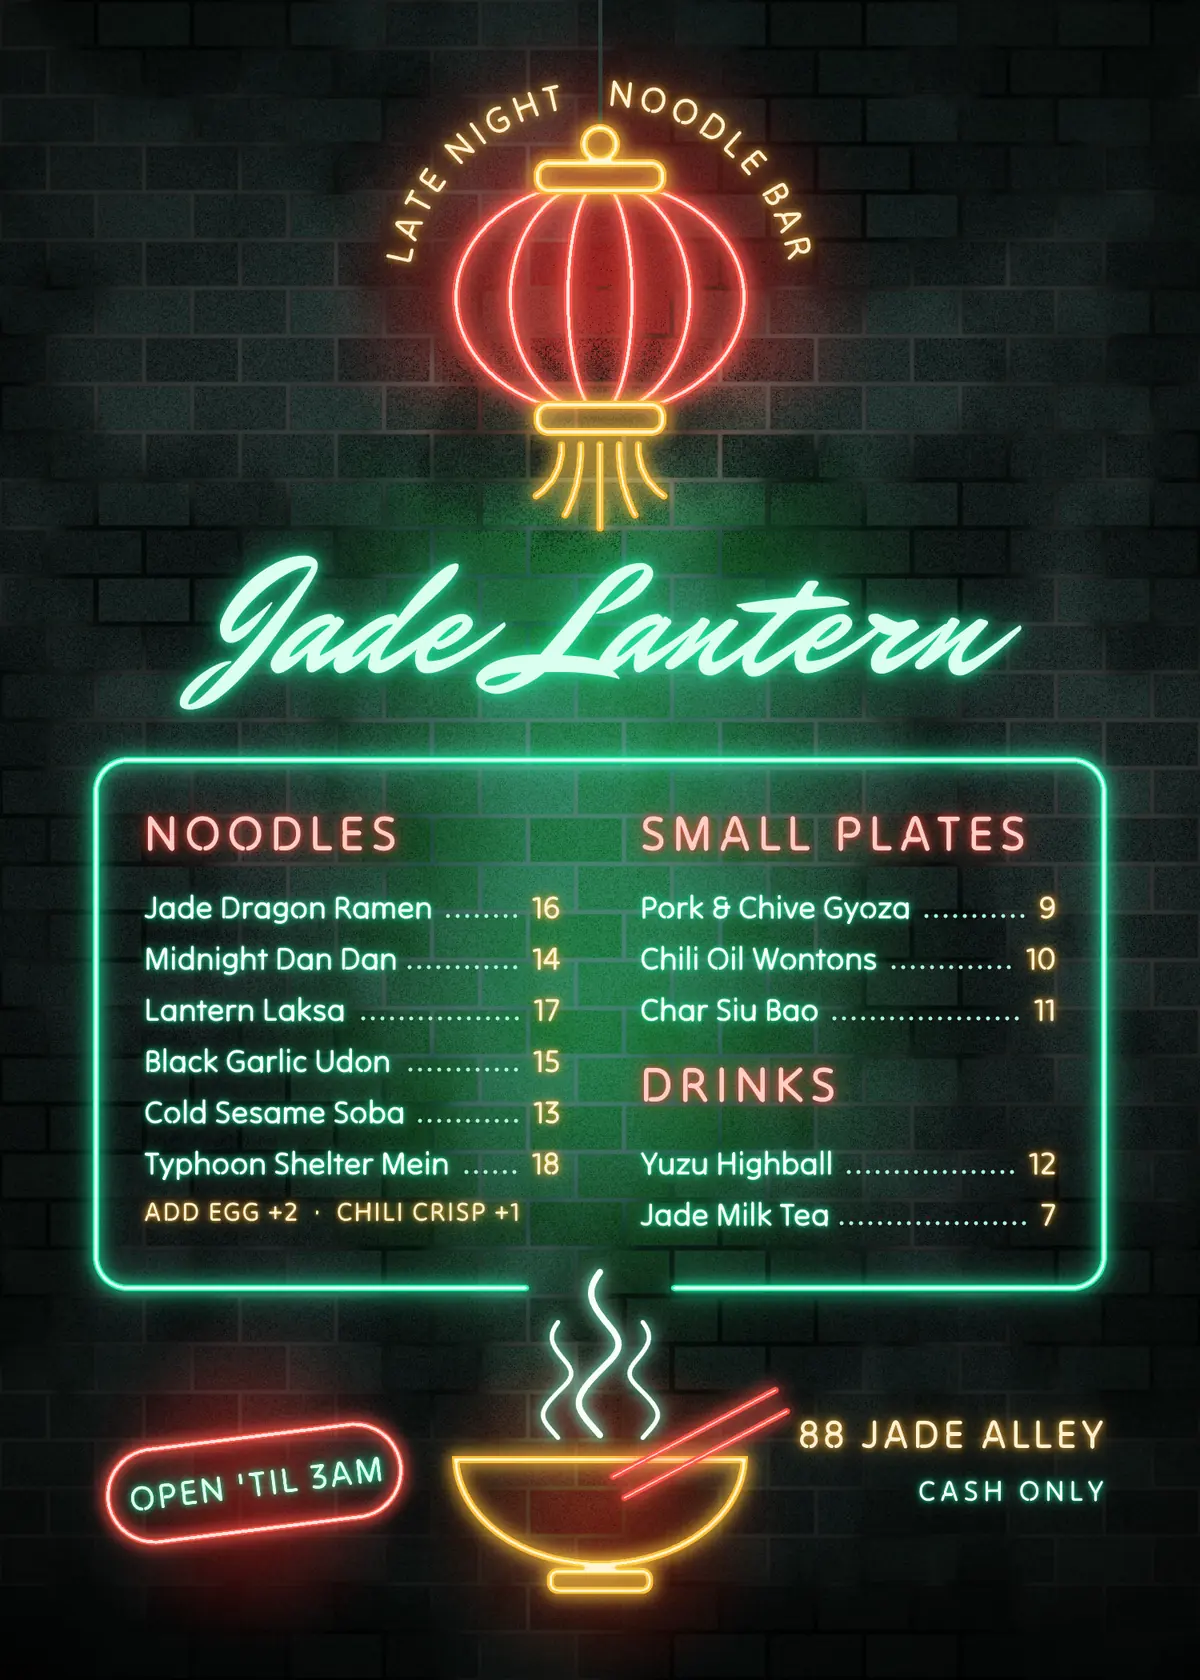 LATE NIGHT NOODLE BAR
Jade Lantern
NOODLES
Jade Dragon Ramen ........ 16
Midnight Dan Dan ............ 14
Lantern Laksa ................. 17
Black Garlic Udon ............ 15
Cold Sesame Soba ........... 13
Typhoon Shelter Mein ...... 18
ADD EGG +2 · CHILI CRISP +1
SMALL PLATES
Pork & Chive Gyoza ........... 9
Chili Oil Wontons ............. 10
Char Siu Bao .................... 11
DRINKS
Yuzu Highball .................. 12
Jade Milk Tea .................... 7
OPEN 'TIL 3AM
88 JADE ALLEY
CASH ONLY